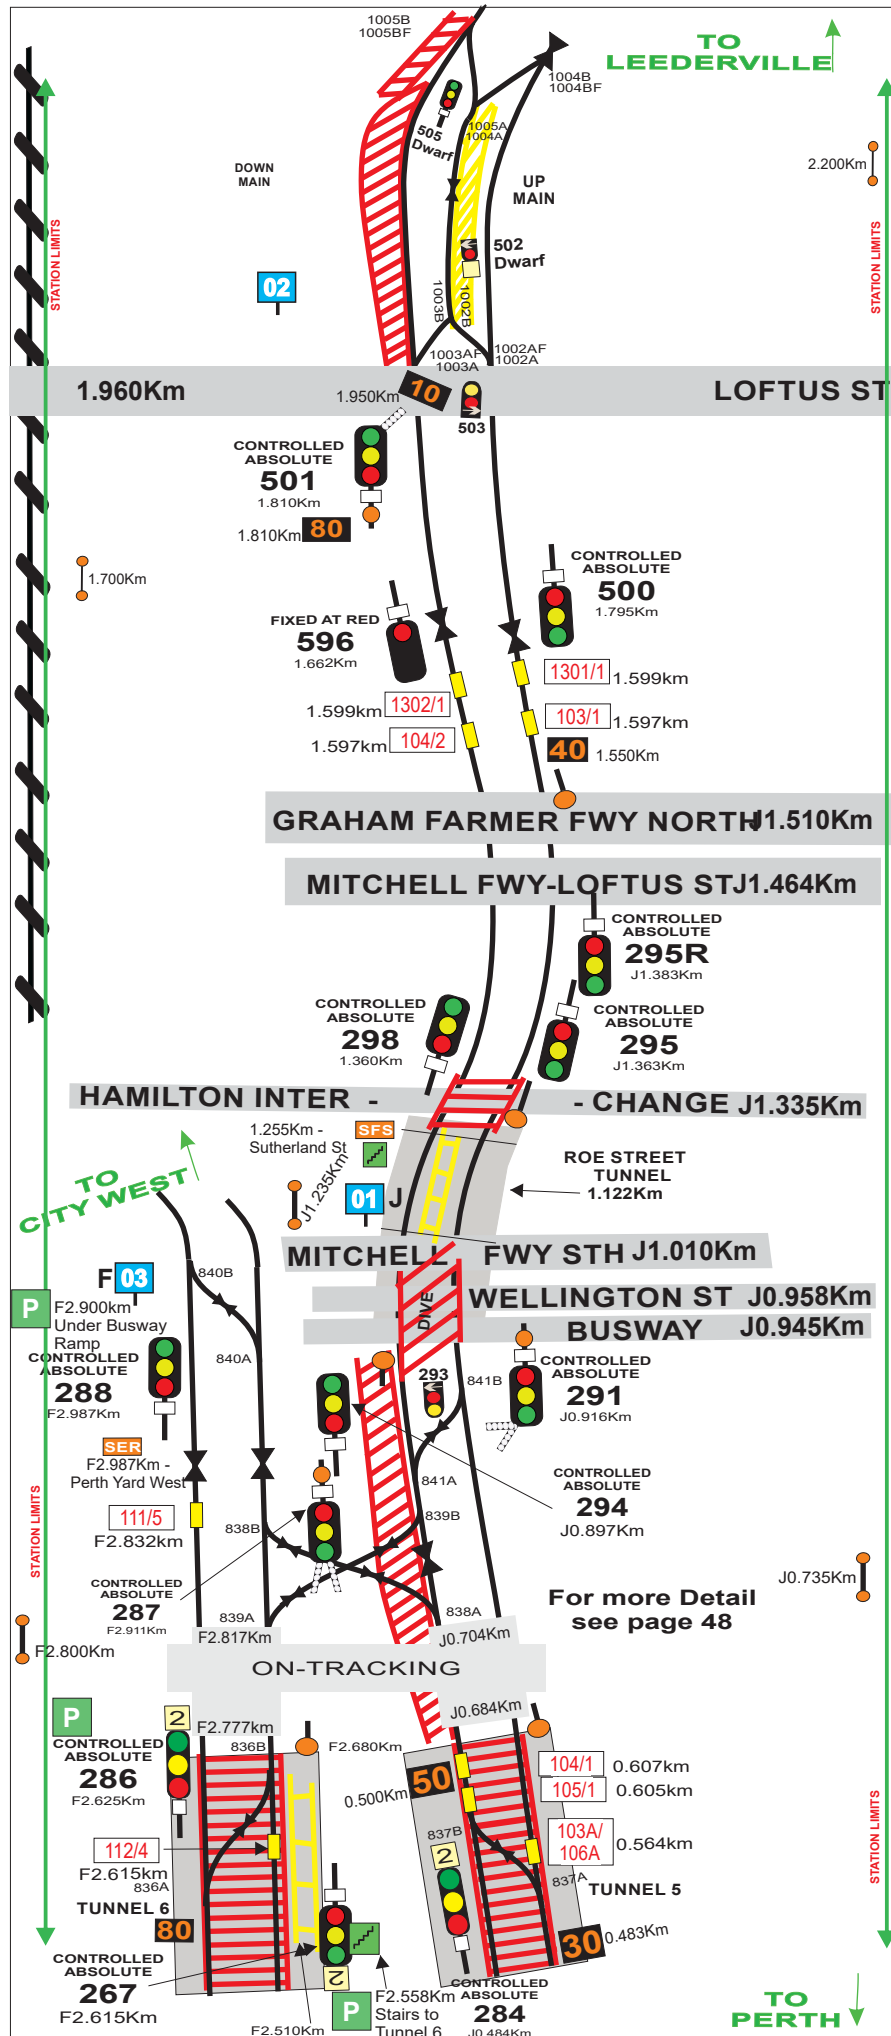 1005B
1005BF
TO
LEEDERVILLE
1004B
1004BF
505
Dwarf
1005A
1004A
2.200Km
DOWN
MAIN
UP
MAIN
STATION LIMITS
STATION LIMITS
502
Dwarf
02
1003B
1002B
1003AF
1003A
1002AF
1002A
1.960Km
1.950Km
10
LOFTUS ST
503
CONTROLLED
ABSOLUTE
501
1.810Km
1.810Km
80
1.700Km
CONTROLLED
ABSOLUTE
500
1.795Km
FIXED AT RED
596
1.662Km
1301/1
1.599km
1.599km
1302/1
103/1
1.597km
1.597km
104/2
40
1.550Km
GRAHAM FARMER FWY NORTH
J1.510Km
MITCHELL FWY-LOFTUS ST
J1.464Km
CONTROLLED
ABSOLUTE
295R
J1.383Km
CONTROLLED
ABSOLUTE
298
1.360Km
CONTROLLED
ABSOLUTE
295
J1.363Km
HAMILTON INTER -
- CHANGE
J1.335Km
1.255Km -
Sutherland St
SFS
ROE STREET
TUNNEL
1.122Km
TO
CITY WEST
J1.235Km
01
J
MITCHELL
FWY STH
J1.010Km
840B
F
03
P
F2.900km
Under Busway
Ramp
DIVE
WELLINGTON ST
J0.958Km
BUSWAY
J0.945Km
CONTROLLED
ABSOLUTE
288
F2.987Km
840A
293
841B
CONTROLLED
ABSOLUTE
291
J0.916Km
SER
F2.987Km -
Perth Yard West
841A
CONTROLLED
ABSOLUTE
294
J0.897Km
111/5
F2.832km
838B
839B
STATION LIMITS
CONTROLLED
ABSOLUTE
287
F2.911Km
J0.735Km
839A
838A
For more Detail
see page 48
F2.800Km
F2.817Km
J0.704Km
ON-TRACKING
P
2
F2.777km
J0.684Km
CONTROLLED
ABSOLUTE
286
F2.625Km
836B
F2.680Km
0.500Km
50
104/1
0.607km
105/1
0.605km
103A/
106A
0.564km
112/4
F2.615km
836A
837B
2
837A
TUNNEL 5
STATION LIMITS
TUNNEL 6
80
30
0.483Km
CONTROLLED
ABSOLUTE
267
F2.615Km
2
P
F2.558Km
Stairs to
Tunnel 6
F2.510Km
CONTROLLED
ABSOLUTE
284
J0.484Km
TO
PERTH